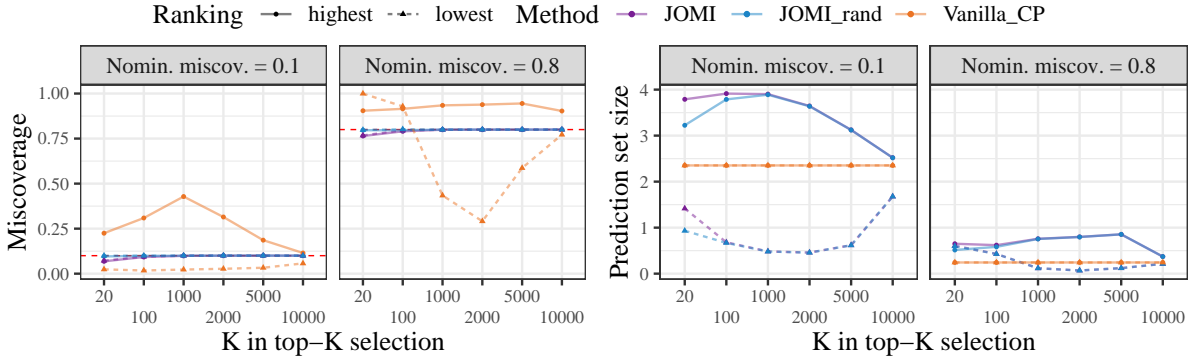 Ranking highest lowest Method JOMI JOMI_rand Vanilla_CP
Nomin. miscov. = 0.1 Nomin. miscov. = 0.8 Nomin. miscov. = 0.1 Nomin. miscov. = 0.8
Miscoverage
1.00
0.75
0.50
0.25
0.00
20 1000 5000 20 1000 5000
100 2000 10000 100 2000 10000
K in top−K selection
Prediction set size
4
3
2
1
0
20 1000 5000 20 1000 5000
100 2000 10000 100 2000 10000
K in top−K selection